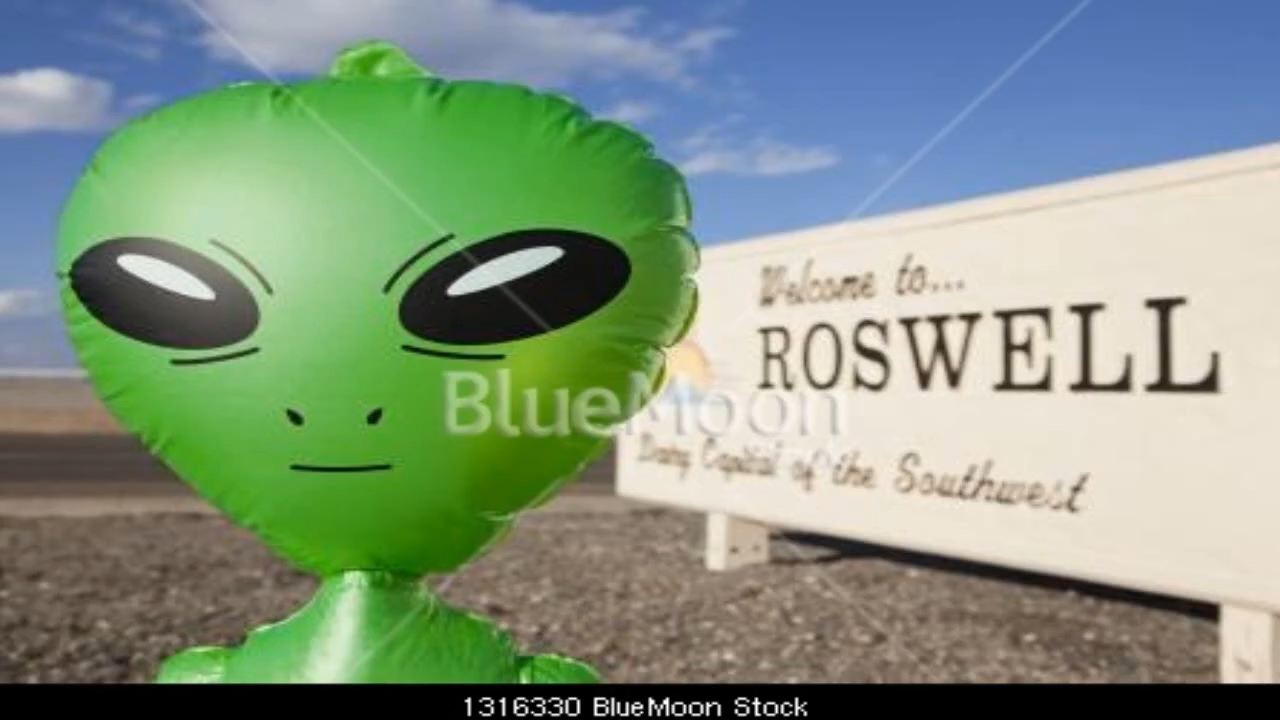 Welcome to...
ROSWELL
Dairy Capital of the Southwest
BlueMoon
1316330 BlueMoon Stock